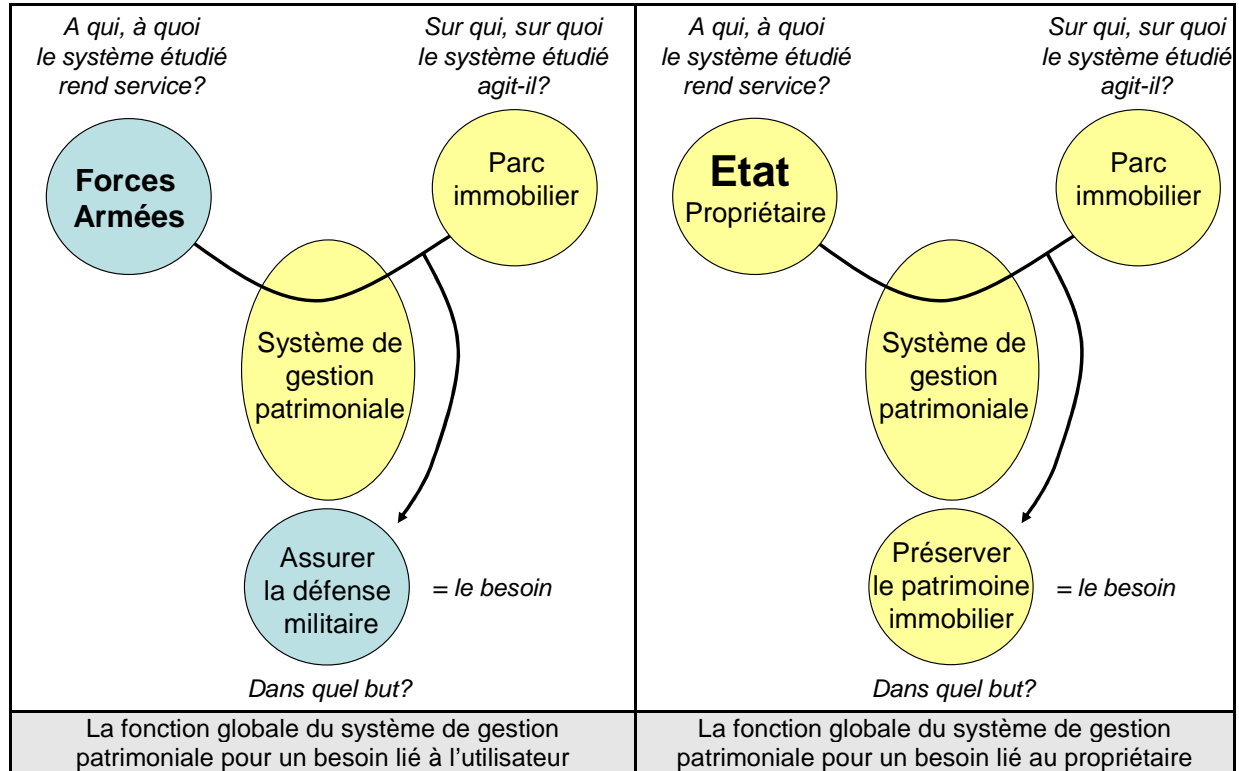 A qui, à quoi
le système étudié
rend service?
Sur qui, sur quoi
le système étudié
agit-il?
Forces
Armées
Parc
immobilier
Système de
gestion
patrimoniale
Assurer
la défense
militaire
= le besoin
Dans quel but?
La fonction globale du système de gestion
patrimoniale pour un besoin lié à l'utilisateur
A qui, à quoi
le système étudié
rend service?
Sur qui, sur quoi
le système étudié
agit-il?
Etat
Propriétaire
Parc
immobilier
Système de
gestion
patrimoniale
Préserver
le patrimoine
immobilier
= le besoin
Dans quel but?
La fonction globale du système de gestion
patrimoniale pour un besoin lié au propriétaire